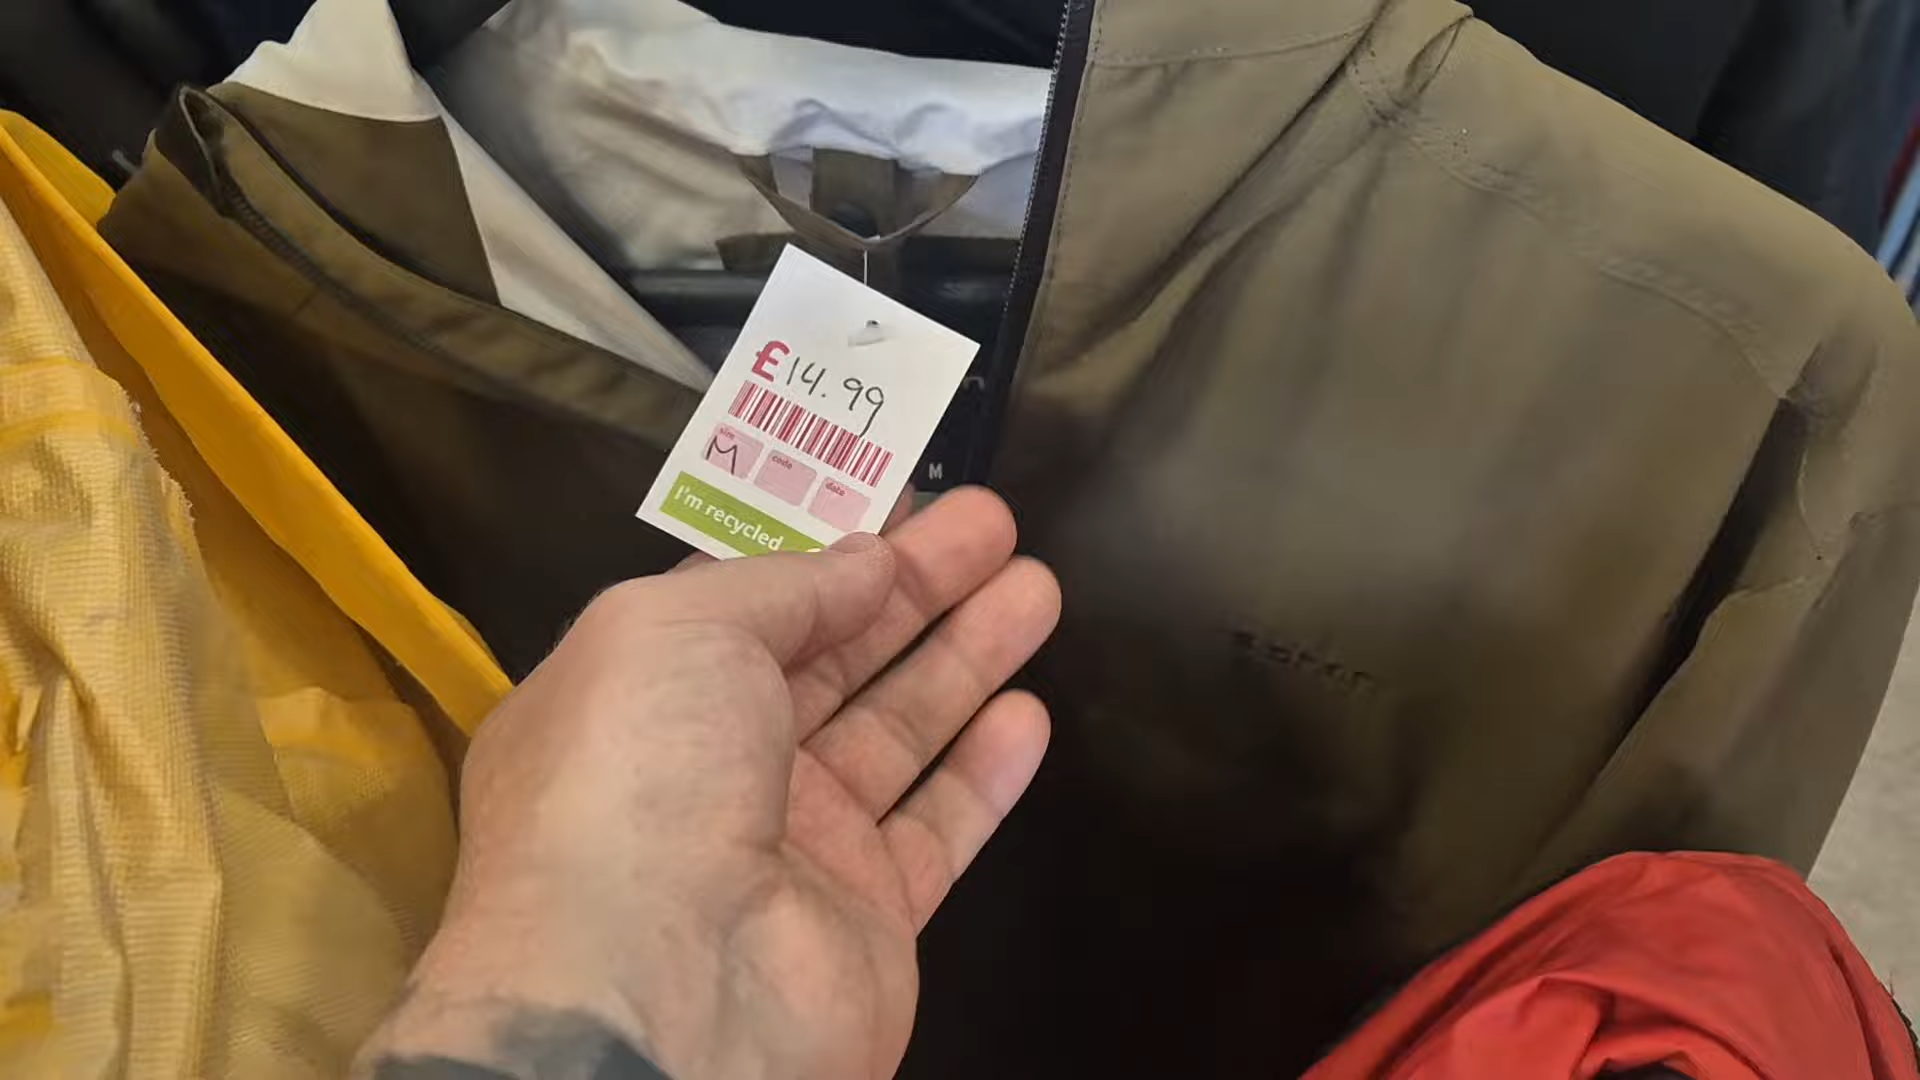 £14.99
size
M
code
date
I'm recycled
M